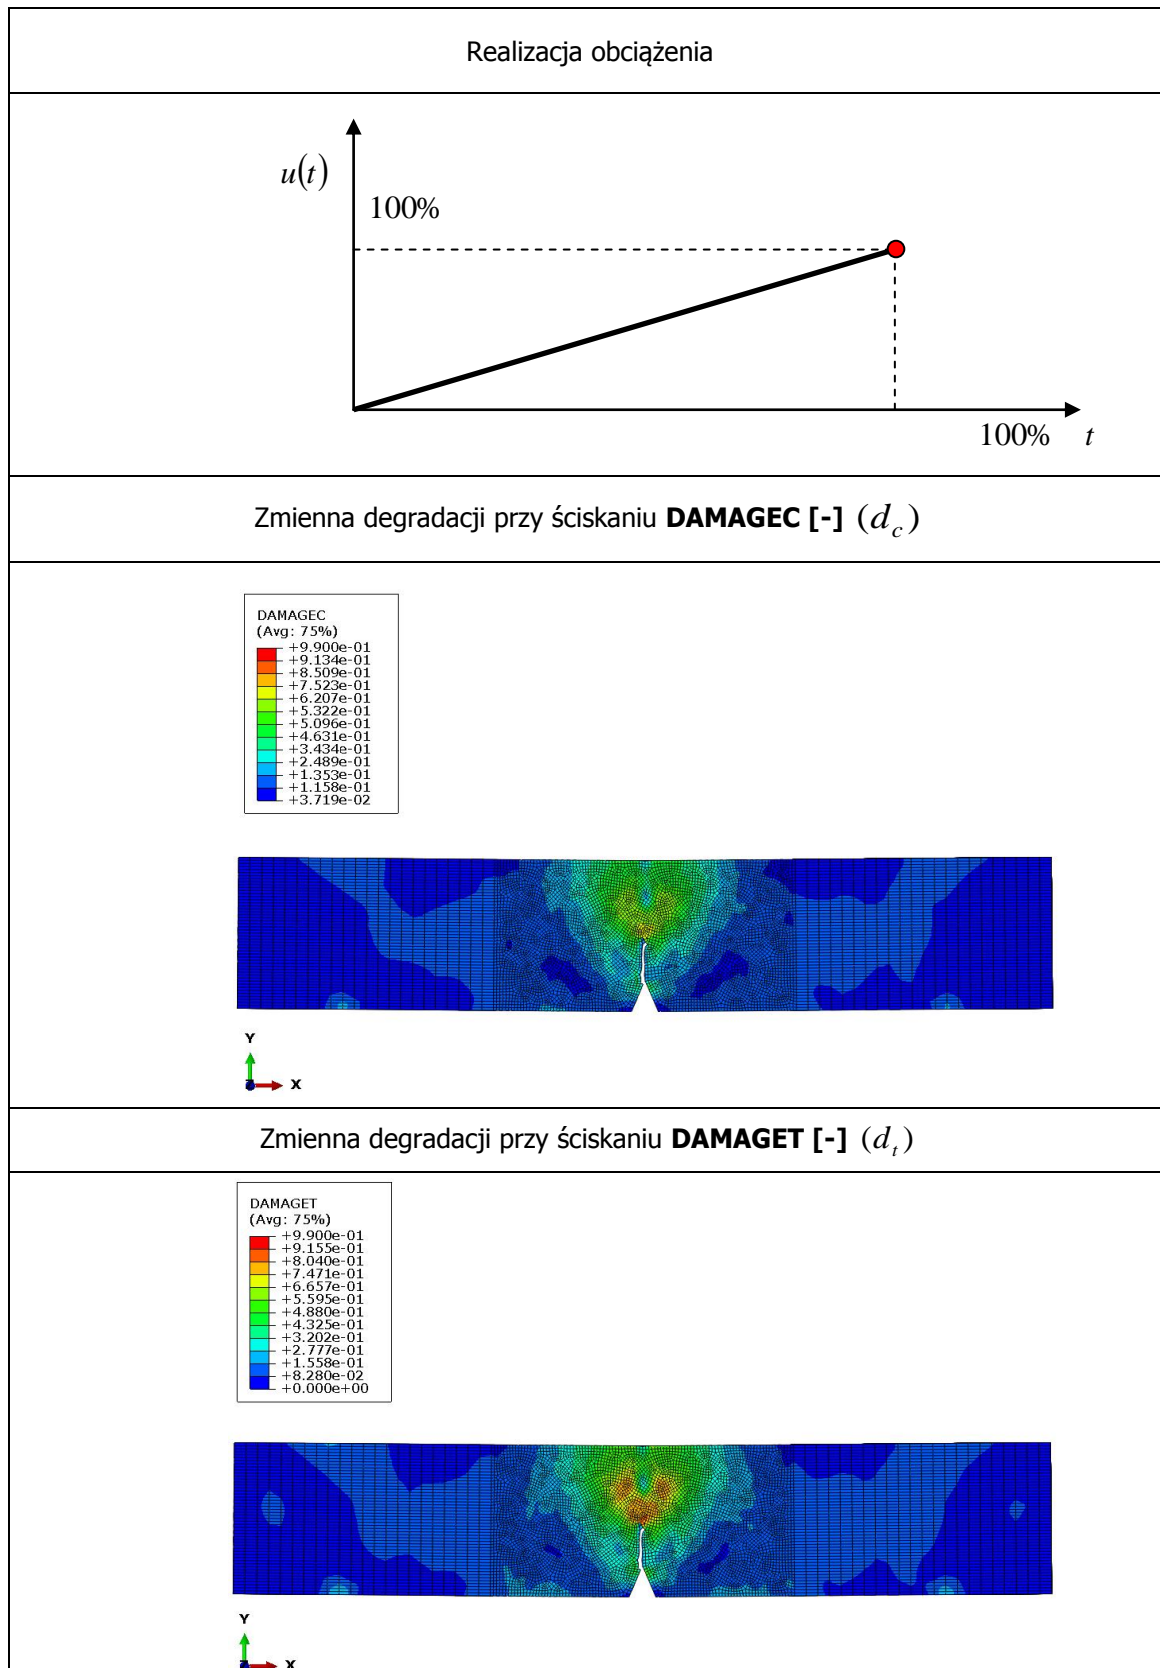 Realizacja obciążenia
u(t)
100%
100% t
Zmienna degradacji przy ściskaniu DAMAGEC [-] (d_c)
DAMAGEC
(Avg: 75%)
+9.900e-01
+9.134e-01
+8.509e-01
+7.523e-01
+6.207e-01
+5.322e-01
+5.096e-01
+4.631e-01
+3.434e-01
+2.489e-01
+1.353e-01
+1.158e-01
+3.719e-02
Y
Z X
Zmienna degradacji przy ściskaniu DAMAGET [-] (d_t)
DAMAGET
(Avg: 75%)
+9.900e-01
+9.155e-01
+8.040e-01
+7.471e-01
+6.657e-01
+5.595e-01
+4.880e-01
+4.325e-01
+3.202e-01
+2.777e-01
+1.558e-01
+8.280e-02
+0.000e+00
Y
Z X